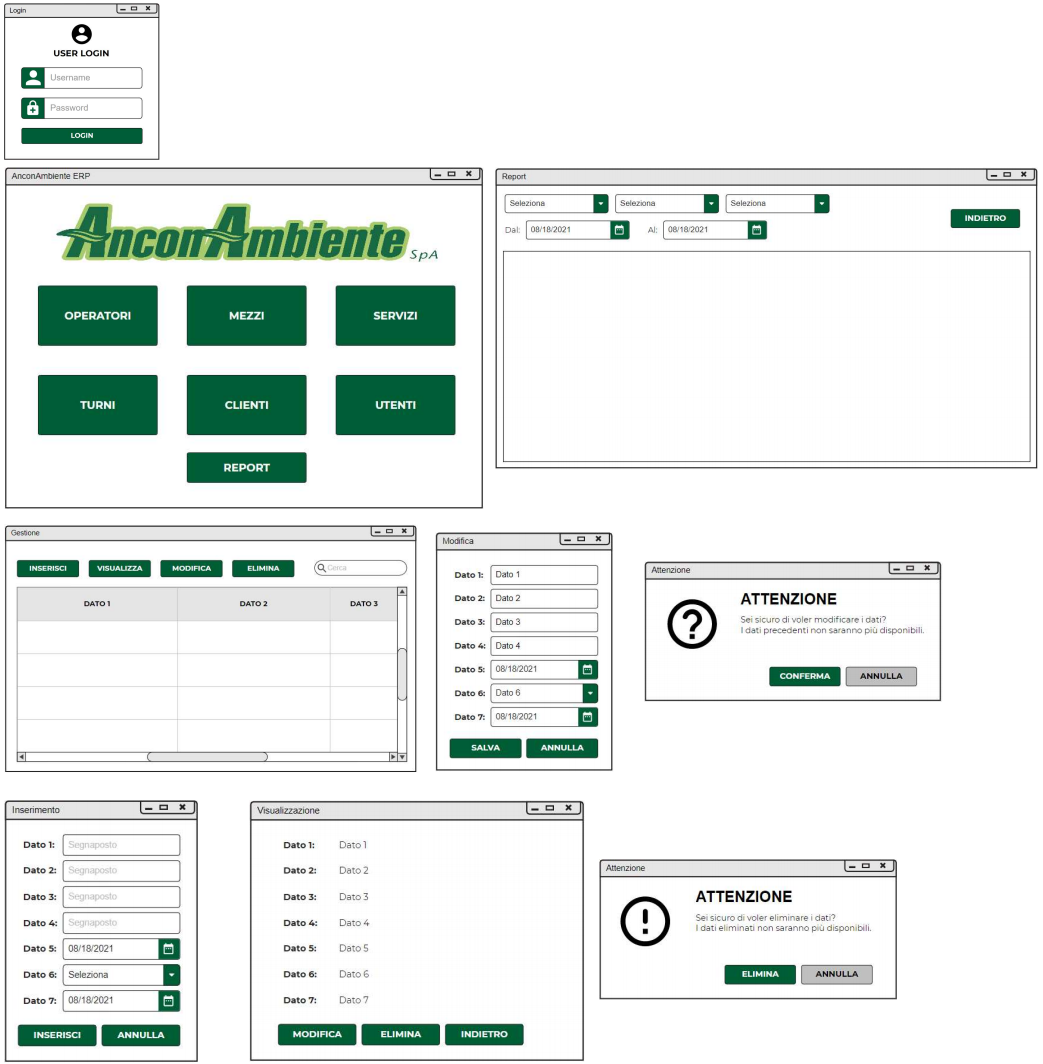 Login
USER LOGIN
Username
Password
LOGIN
AnconAmbiente ERP
AnconAmbiente SpA
OPERATORI MEZZI SERVIZI
TURNI CLIENTI UTENTI
REPORT
Report
Seleziona Seleziona Seleziona
INDIETRO
Dal: 08/18/2021 Al: 08/18/2021
Gestione
INSERISCI VISUALIZZA MODIFICA ELIMINA Cerca
DATO 1 DATO 2 DATO 3
Modifica
Dato 1: Dato 1
Dato 2: Dato 2
Dato 3: Dato 3
Dato 4: Dato 4
Dato 5: 08/18/2021
Dato 6: Dato 6
Dato 7: 08/18/2021
SALVA ANNULLA
Attenzione
ATTENZIONE
Sei sicuro di voler modificare i dati?
I dati precedenti non saranno più disponibili.
CONFERMA ANNULLA
Inserimento
Dato 1: Segnaposto
Dato 2: Segnaposto
Dato 3: Segnaposto
Dato 4: Segnaposto
Dato 5: 08/18/2021
Dato 6: Seleziona
Dato 7: 08/18/2021
INSERISCI ANNULLA
Visualizzazione
Dato 1: Dato 1
Dato 2: Dato 2
Dato 3: Dato 3
Dato 4: Dato 4
Dato 5: Dato 5
Dato 6: Dato 6
Dato 7: Dato 7
MODIFICA ELIMINA INDIETRO
Attenzione
ATTENZIONE
Sei sicuro di voler eliminare i dati?
I dati eliminati non saranno più disponibili.
ELIMINA ANNULLA